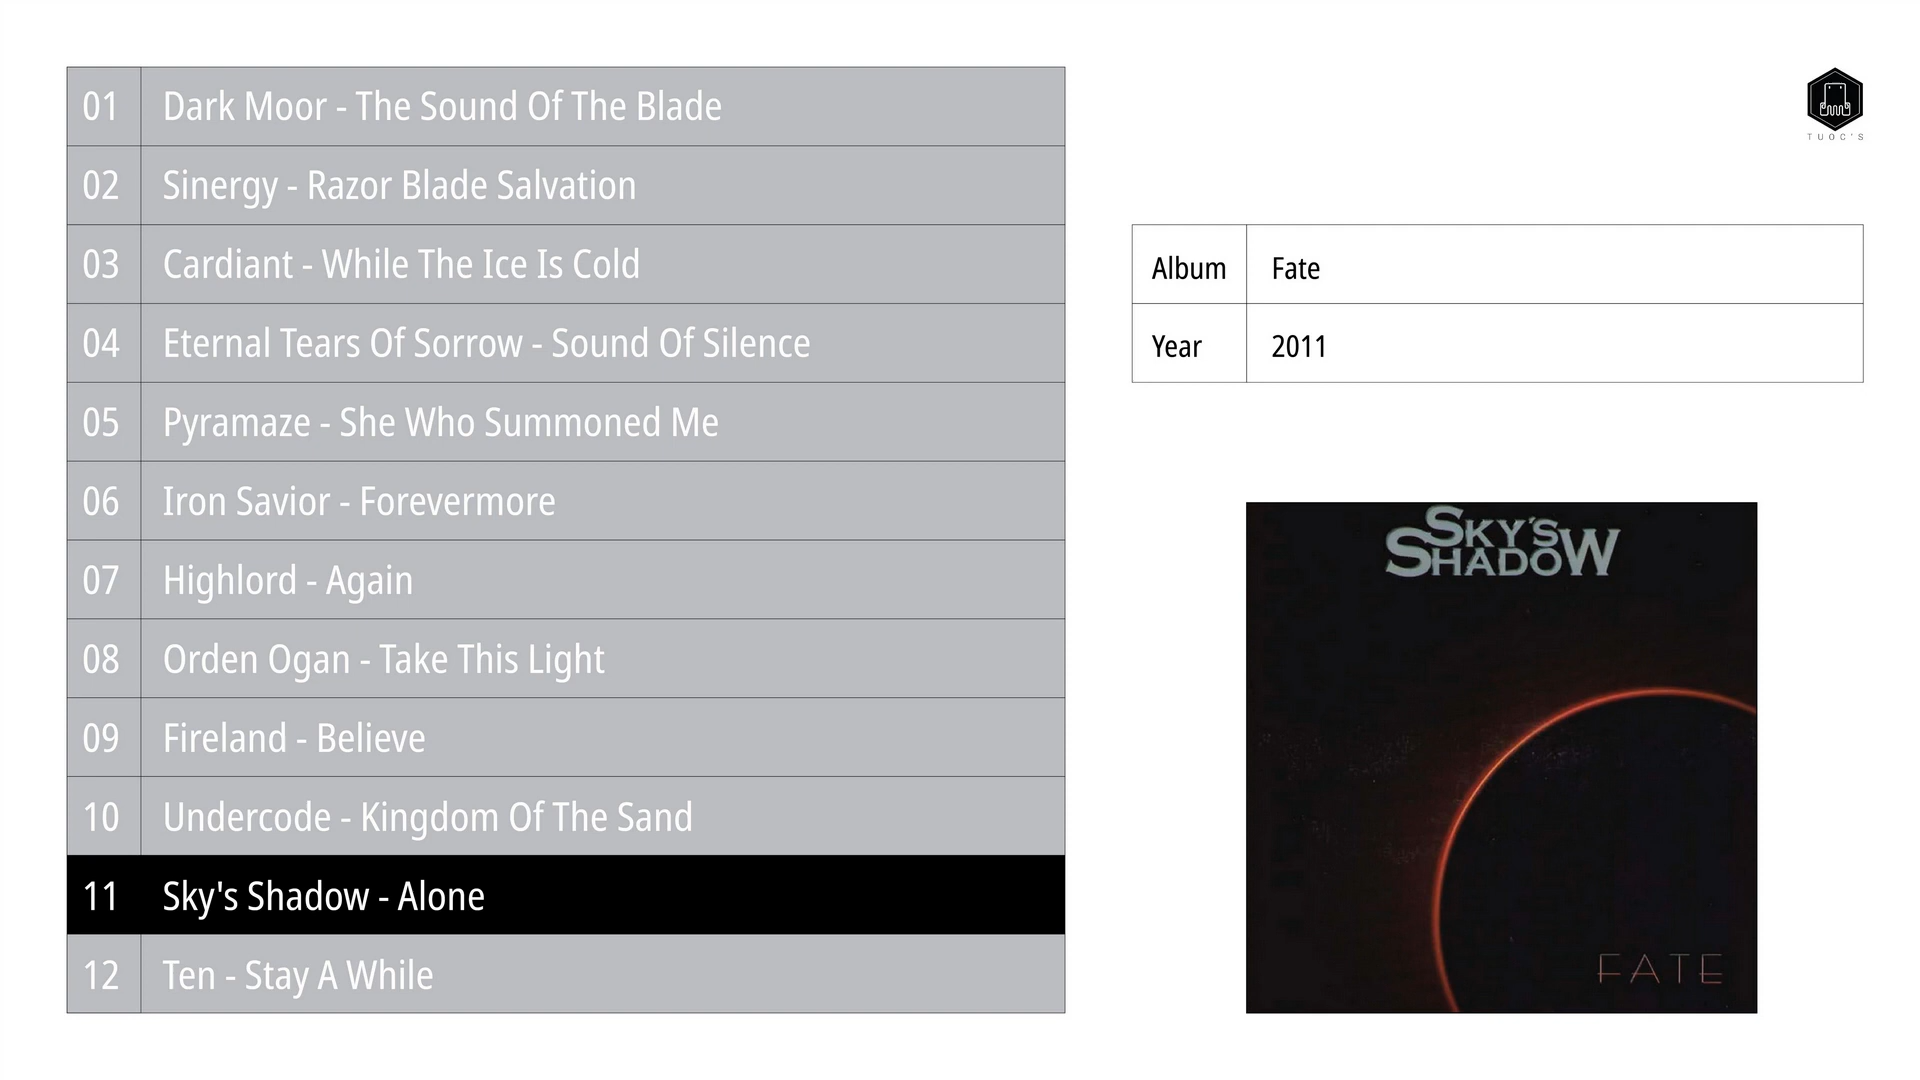 01 Dark Moor - The Sound Of The Blade
02 Sinergy - Razor Blade Salvation
03 Cardiant - While The Ice Is Cold
04 Eternal Tears Of Sorrow - Sound Of Silence
05 Pyramaze - She Who Summoned Me
06 Iron Savior - Forevermore
07 Highlord - Again
08 Orden Ogan - Take This Light
09 Fireland - Believe
10 Undercode - Kingdom Of The Sand
11 Sky's Shadow - Alone
12 Ten - Stay A While
TUOC'S
Album Fate
Year 2011
SKY'S
SHADOW
FATE